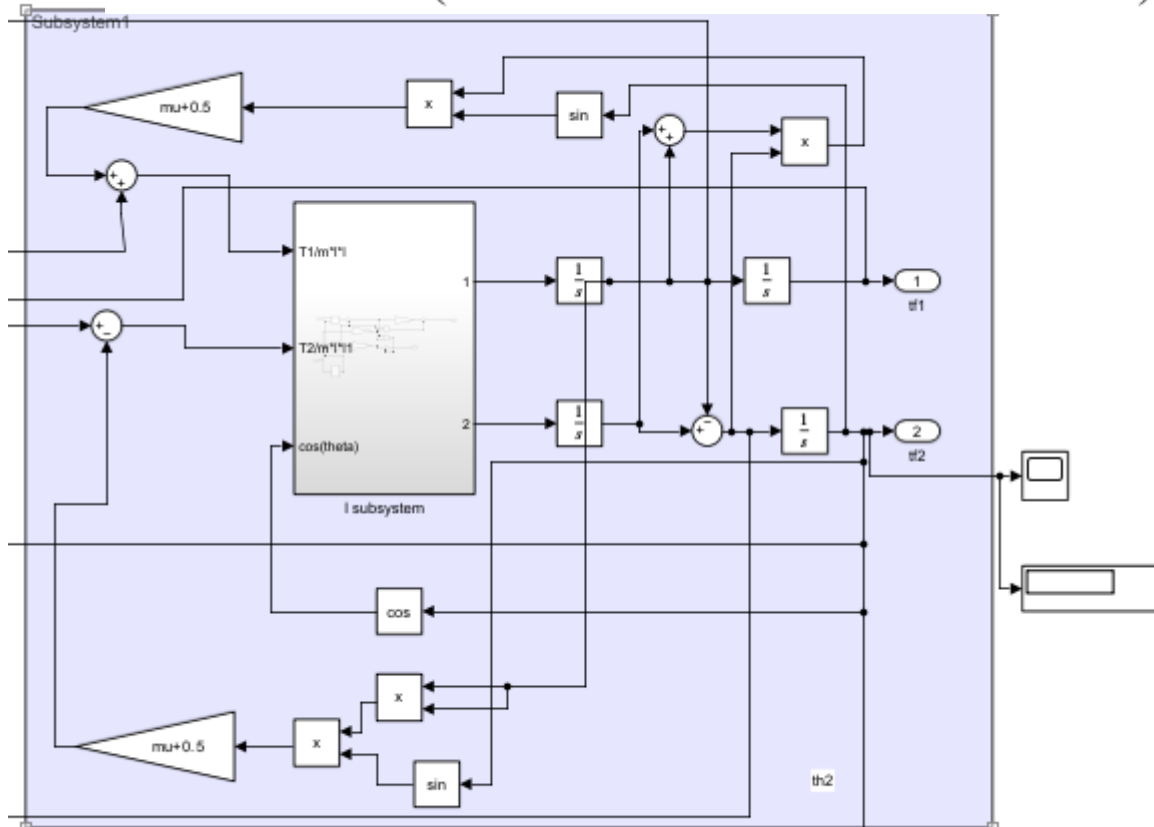 Subsystem1
mu+0.5
x
sin
+
+
x
+
+
T1/m*l*l
1
1
s
1
s
1
tf1
+
−
T2/m*l*l1
2
1
s
+
−
1
s
2
tf2
cos(theta)
I subsystem
cos
x
mu+0.5
x
sin
th2